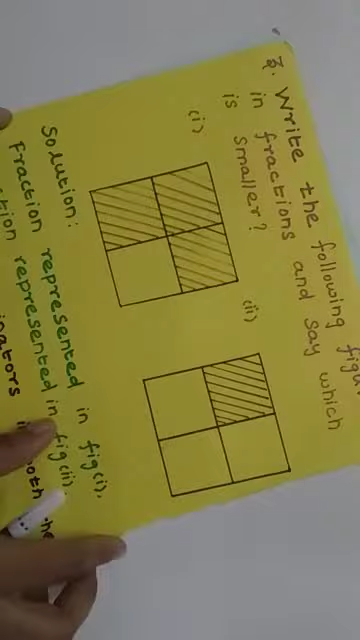 3. Write the following
in fractions and say which
is smaller?
(i) (ii)
Solution:
Fraction represented in fig(i).
represented in fig(ii)